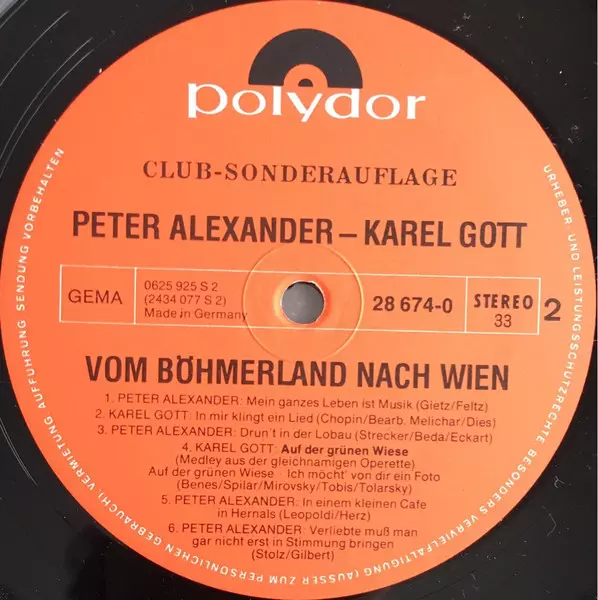 polydor
CLUB-SONDERAUFLAGE
PETER ALEXANDER – KAREL GOTT
GEMA
0625 925 S 2
(2434 077 S 2)
Made in Germany
28 674-0
STEREO
33
2
VOM BÖHMERLAND NACH WIEN
1. PETER ALEXANDER: Mein ganzes Leben ist Musik (Gietz/Feltz)
2. KAREL GOTT: In mir klingt ein Lied (Chopin/Bearb. Melichar/Dies)
3. PETER ALEXANDER: Drun't in der Lobau (Strecker/Beda/Eckart)
4. KAREL GOTT: Auf der grünen Wiese
(Medley aus der gleichnamigen Operette)
Auf der grünen Wiese · Ich möcht' von dir ein Foto
(Benes/Spilar/Mirovsky/Tobis/Tolarsky)
5. PETER ALEXANDER: In einem kleinen Cafe
in Hernals (Leopoldi/Herz)
6. PETER ALEXANDER: Verliebte muß man
gar nicht erst in Stimmung bringen
(Stolz/Gilbert)
URHEBER- UND LEISTUNGSSCHUTZRECHTE, BESONDERS VERVIELFÄLTIGUNG (AUSSER ZUM PERSÖNLICHEN GEBRAUCH), VERMIETUNG, AUFFÜHRUNG, SENDUNG VORBEHALTEN